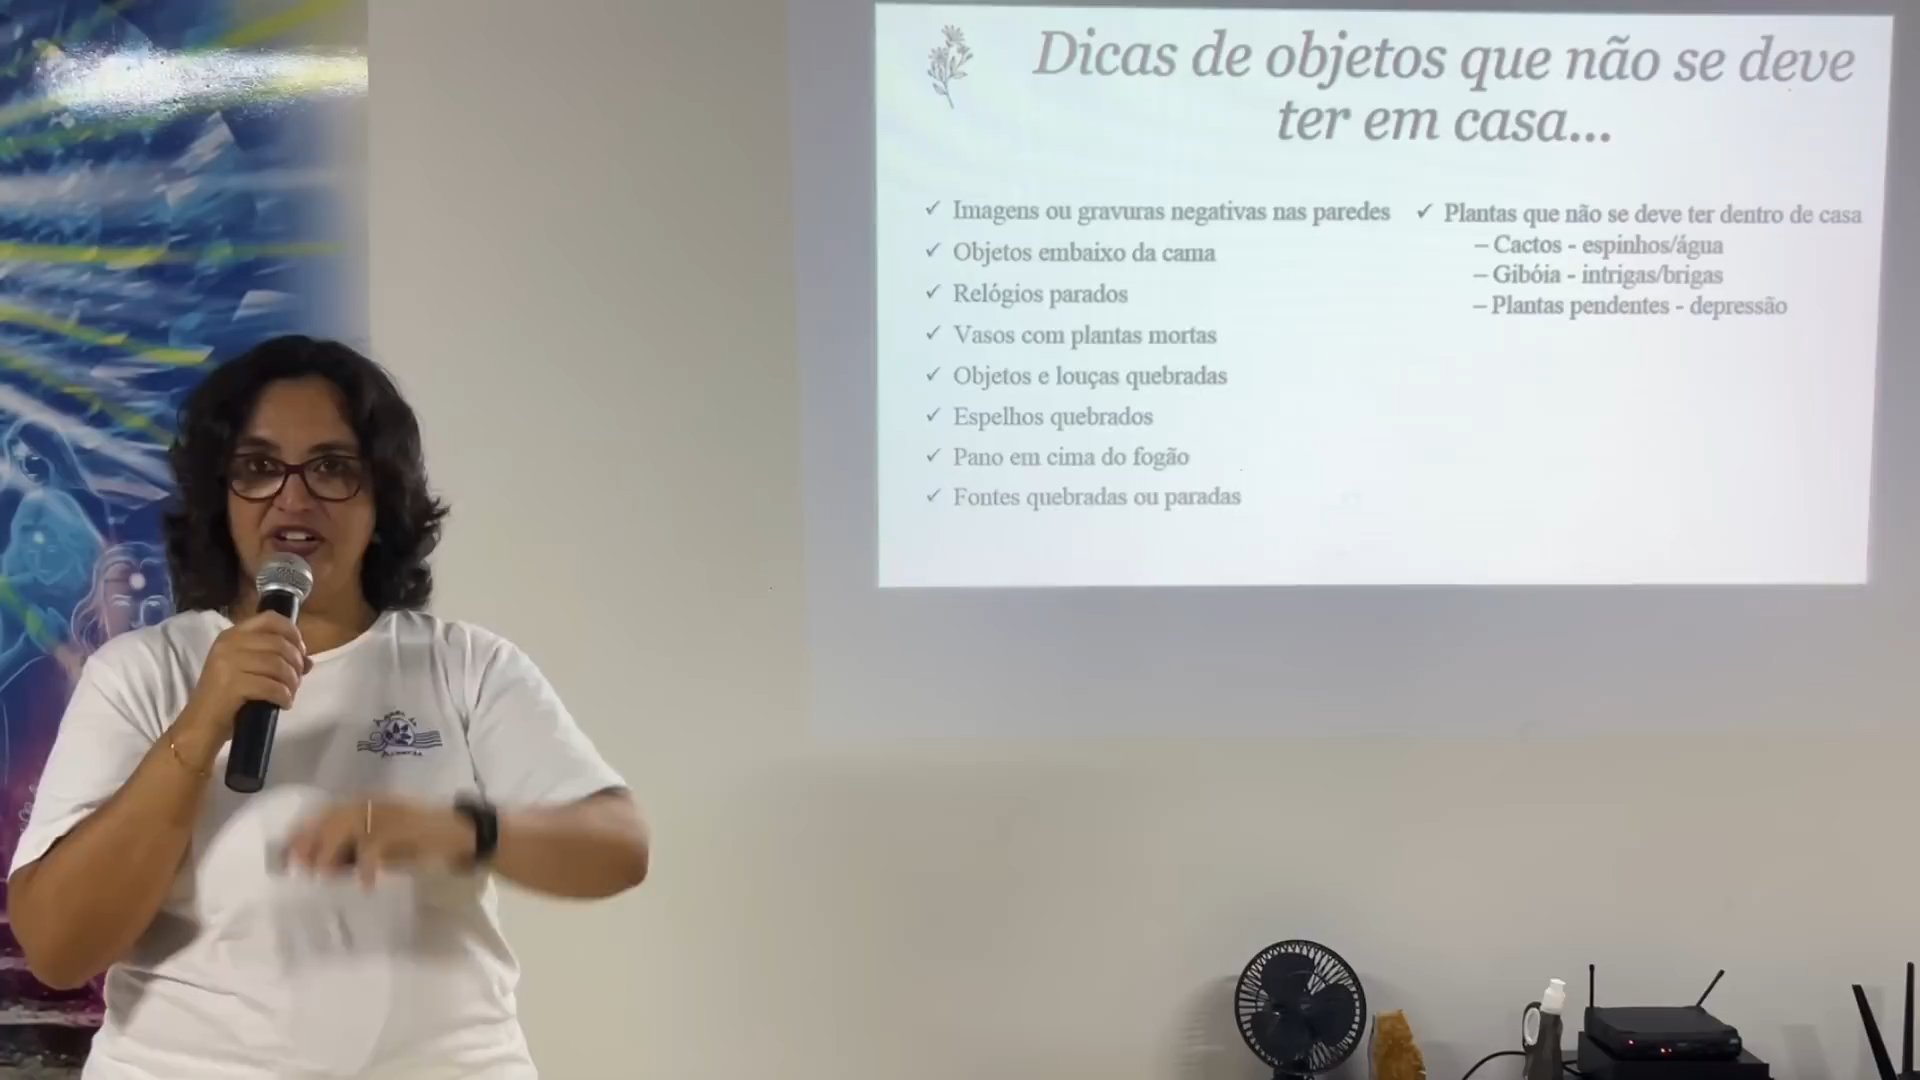 Dicas de objetos que não se deve
ter em casa...
✓ Imagens ou gravuras negativas nas paredes
✓ Objetos embaixo da cama
✓ Relógios parados
✓ Vasos com plantas mortas
✓ Objetos e louças quebradas
✓ Espelhos quebrados
✓ Pano em cima do fogão
✓ Fontes quebradas ou paradas
✓ Plantas que não se deve ter dentro de casa
– Cactos - espinhos/água
– Gibóia - intrigas/brigas
– Plantas pendentes - depressão